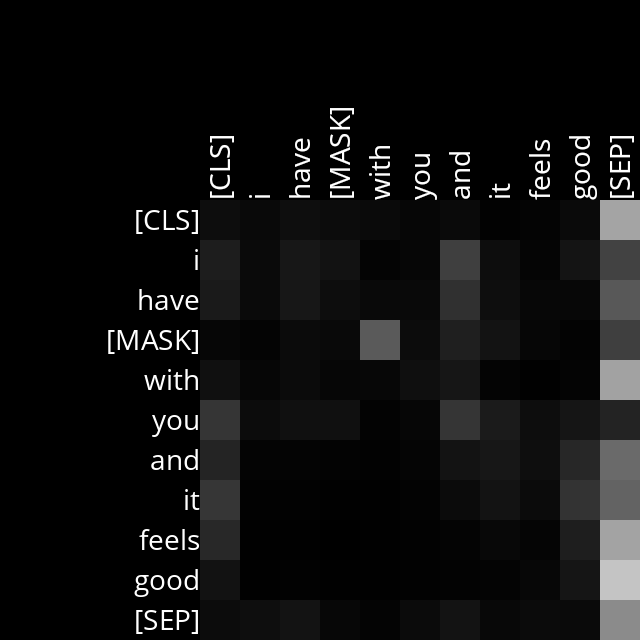 [CLS] i have [MASK] with you and it feels good [SEP]
[CLS]
i
have
[MASK]
with
you
and
it
feels
good
[SEP]